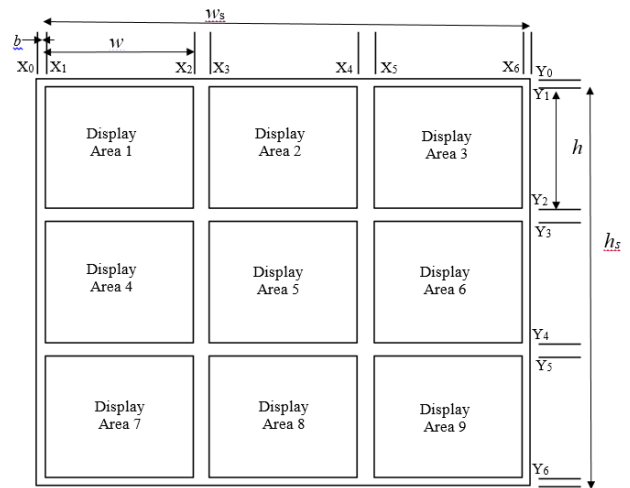 ws
b
w
X0 X1 X2 X3 X4 X5 X6 Y0
Y1
Display
Area 1
Display
Area 2
Display
Area 3
h
Y2
Y3
hs
Display
Area 4
Display
Area 5
Display
Area 6
Y4
Y5
Display
Area 7
Display
Area 8
Display
Area 9
Y6